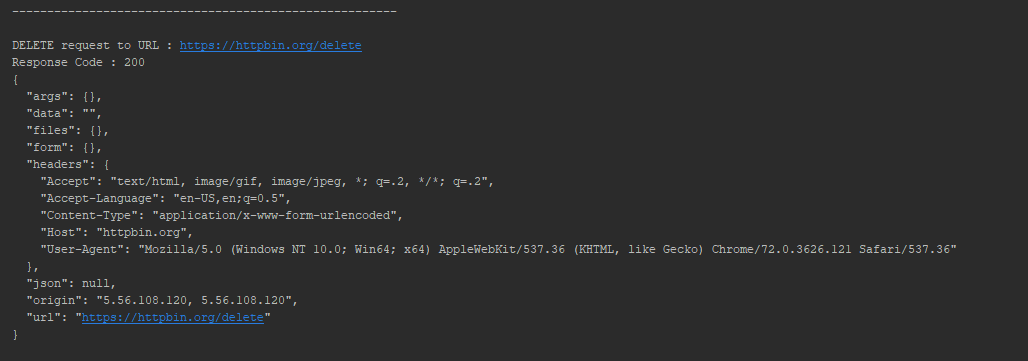 -------------------------------------------------------
DELETE request to URL : https://httpbin.org/delete
Response Code : 200
{
  "args": {},
  "data": "",
  "files": {},
  "form": {},
  "headers": {
    "Accept": "text/html, image/gif, image/jpeg, *; q=.2, */*; q=.2",
    "Accept-Language": "en-US,en;q=0.5",
    "Content-Type": "application/x-www-form-urlencoded",
    "Host": "httpbin.org",
    "User-Agent": "Mozilla/5.0 (Windows NT 10.0; Win64; x64) AppleWebKit/537.36 (KHTML, like Gecko) Chrome/72.0.3626.121 Safari/537.36"
  },
  "json": null,
  "origin": "5.56.108.120, 5.56.108.120",
  "url": "https://httpbin.org/delete"
}